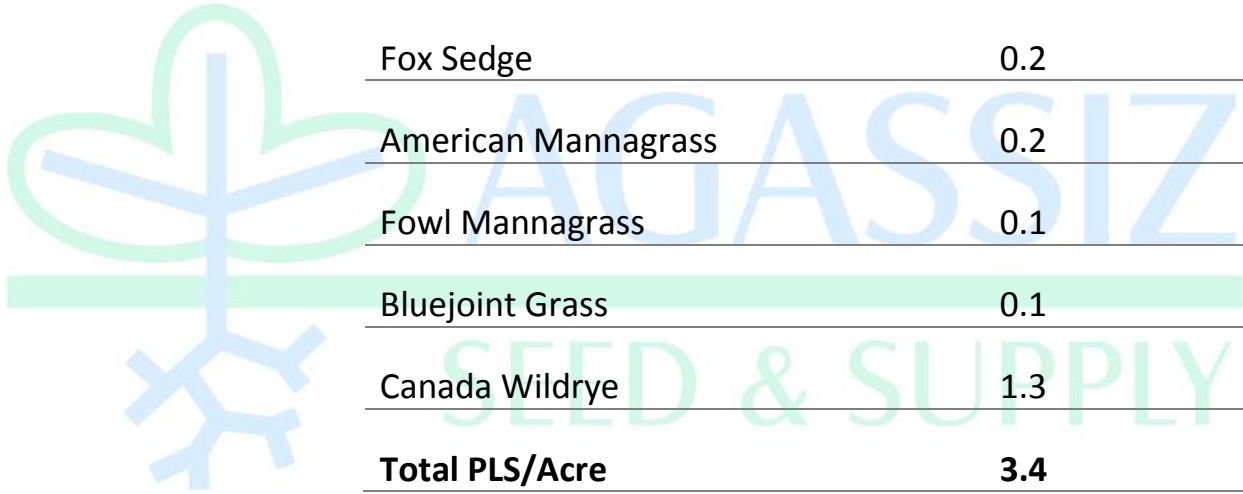 Fox Sedge 0.2
American Mannagrass 0.2
Fowl Mannagrass 0.1
Bluejoint Grass 0.1
Canada Wildrye 1.3
Total PLS/Acre 3.4
AGASSIZ
SEED & SUPPLY